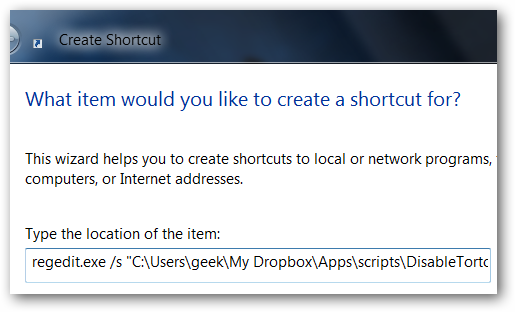 Create Shortcut
What item would you like to create a shortcut for?
This wizard helps you to create shortcuts to local or network programs,
computers, or Internet addresses.
Type the location of the item:
regedit.exe /s "C:\Users\geek\My Dropbox\Apps\scripts\DisableTorto